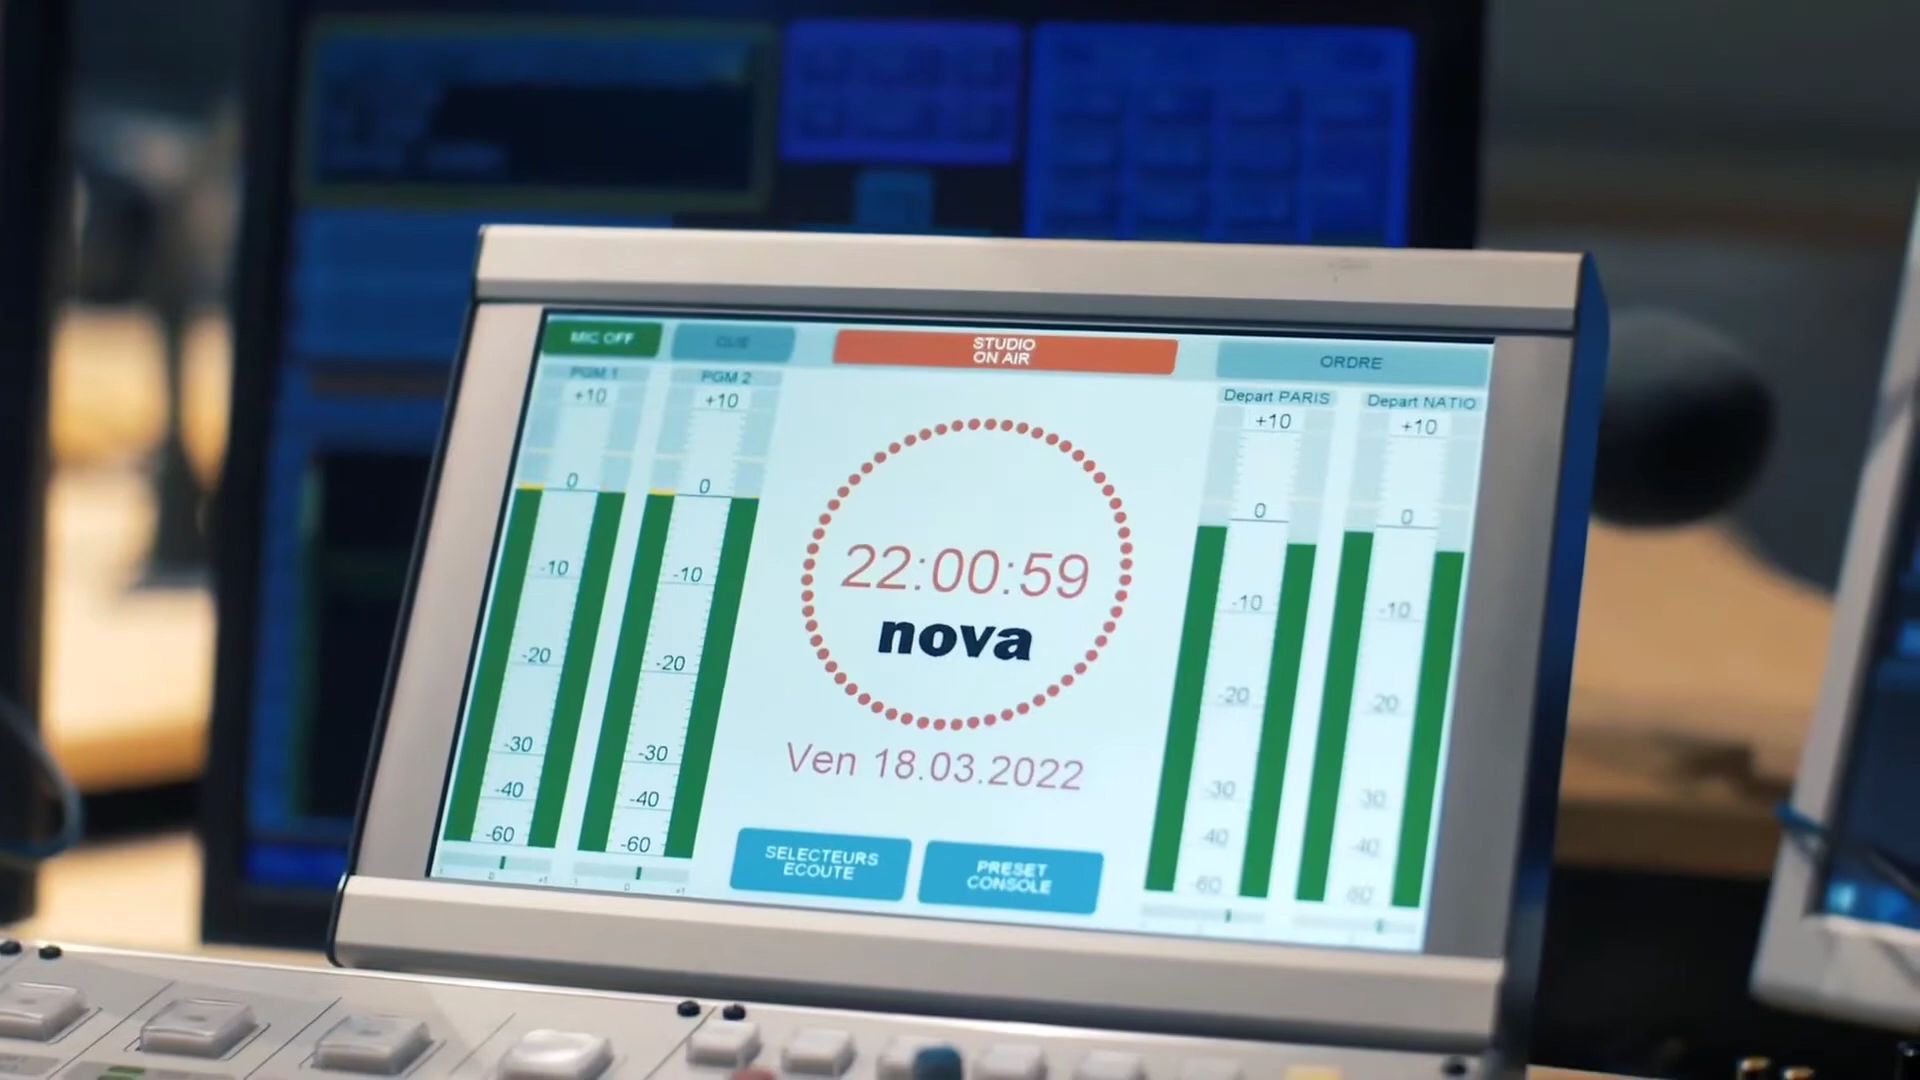 MIC OFF
CUE
STUDIO
ON AIR
ORDRE
PGM 1
PGM 2
Depart PARIS
Depart NATIO
+10
+10
+10
+10
0
0
0
0
-10
-10
-10
-10
22:00:59
nova
-20
-20
-20
-20
-30
-30
-30
30
Ven 18.03.2022
-40
-40
-40
-40
-60
-60
-60
60
SELECTEURS
ECOUTE
PRESET
CONSOLE